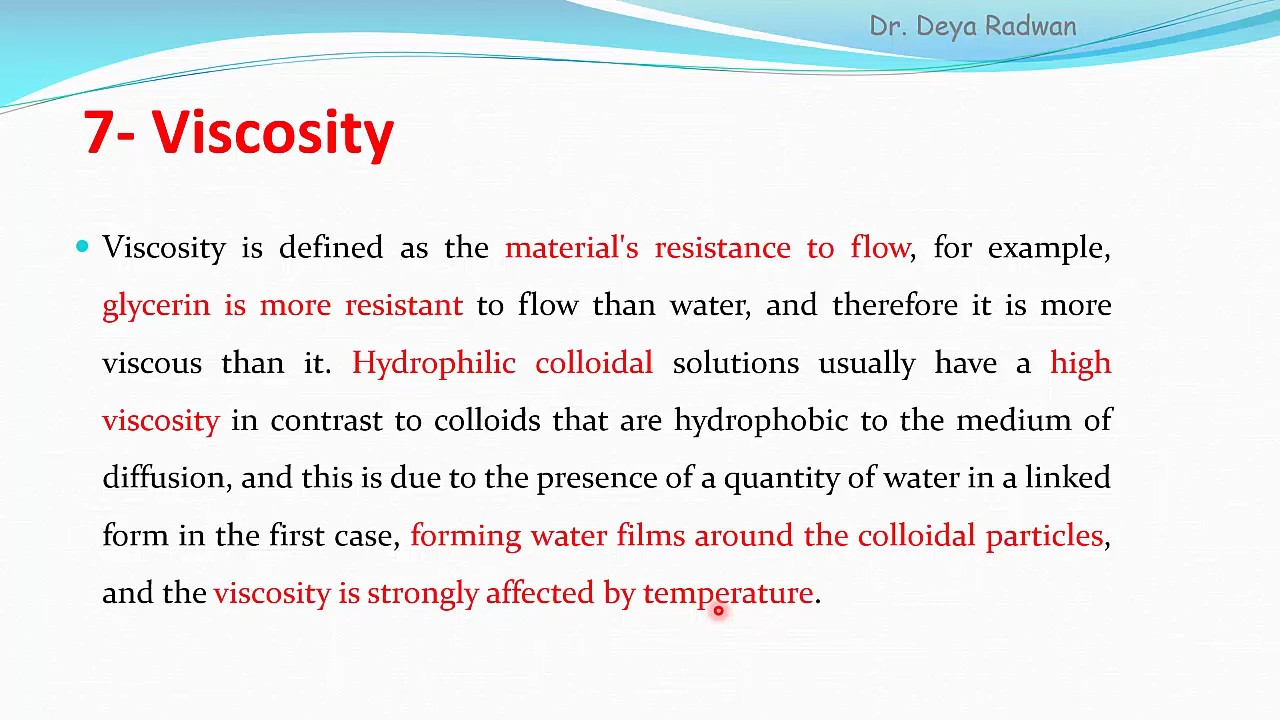 Dr. Deya Radwan
7- Viscosity
• Viscosity is defined as the material's resistance to flow, for example,
glycerin is more resistant to flow than water, and therefore it is more
viscous than it. Hydrophilic colloidal solutions usually have a high
viscosity in contrast to colloids that are hydrophobic to the medium of
diffusion, and this is due to the presence of a quantity of water in a linked
form in the first case, forming water films around the colloidal particles,
and the viscosity is strongly affected by temperature.